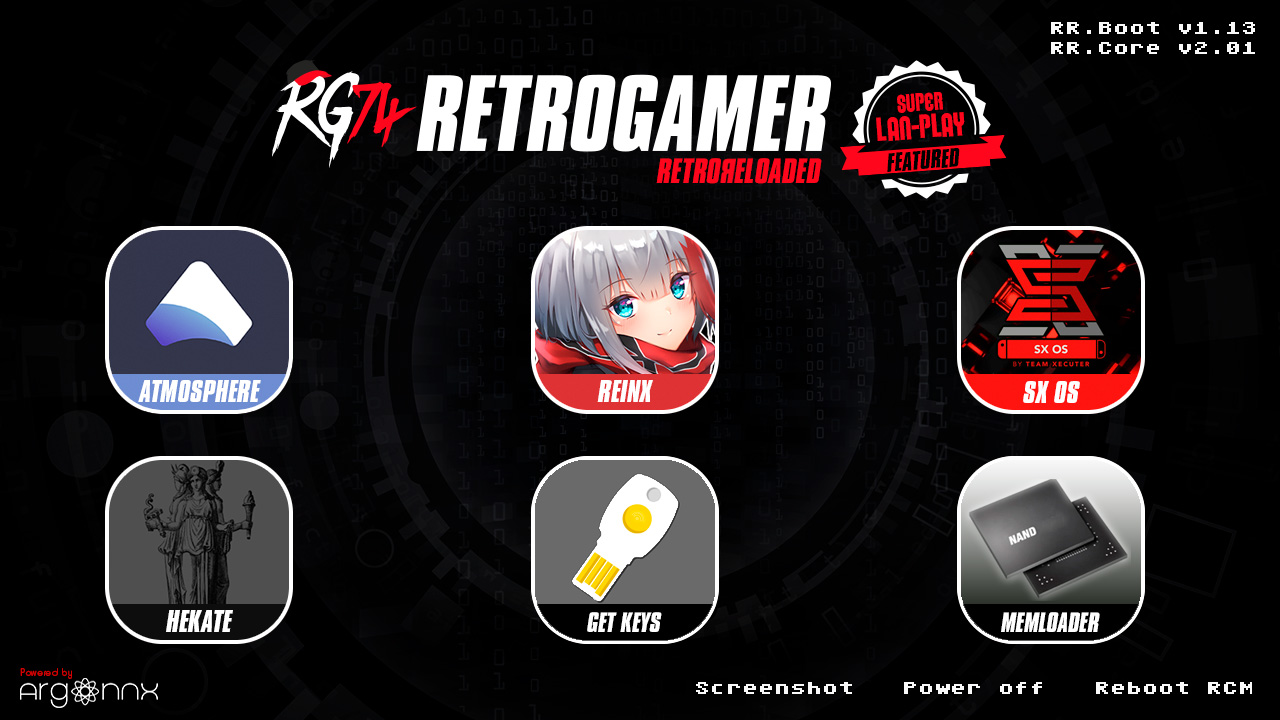 RR.Boot v1.13
RR.Core v2.01
RG74 RETROGAMER
RETROЯELOADED
SUPER
LAN-PLAY
FEATURED
ATMOSPHERE
REINX
SX OS
BY TEAM XECUTER
SX OS
HEKATE
GET KEYS
NAND
MEMLOADER
Powered by
Argonnx
Screenshot Power off Reboot RCM